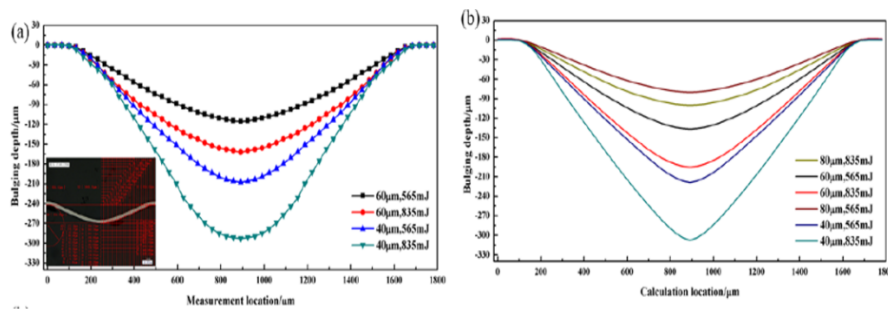 (a)
30
0
-30
-60
-90
-120
-150
-180
-210
-240
-270
-300
-330
Bulging depth/μm
60μm,565mJ
60μm,835mJ
40μm,565mJ
40μm,835mJ
0 200 400 600 800 1000 1200 1400 1600 1800
Measurement location/μm
(b)
30
0
-30
-60
-90
-120
-150
-180
-210
-240
-270
-300
-330
Bulging depth/μm
80μm,835mJ
60μm,565mJ
60μm,835mJ
80μm,565mJ
40μm,565mJ
40μm,835mJ
0 200 400 600 800 1000 1200 1400 1600 1800
Calculation location/μm